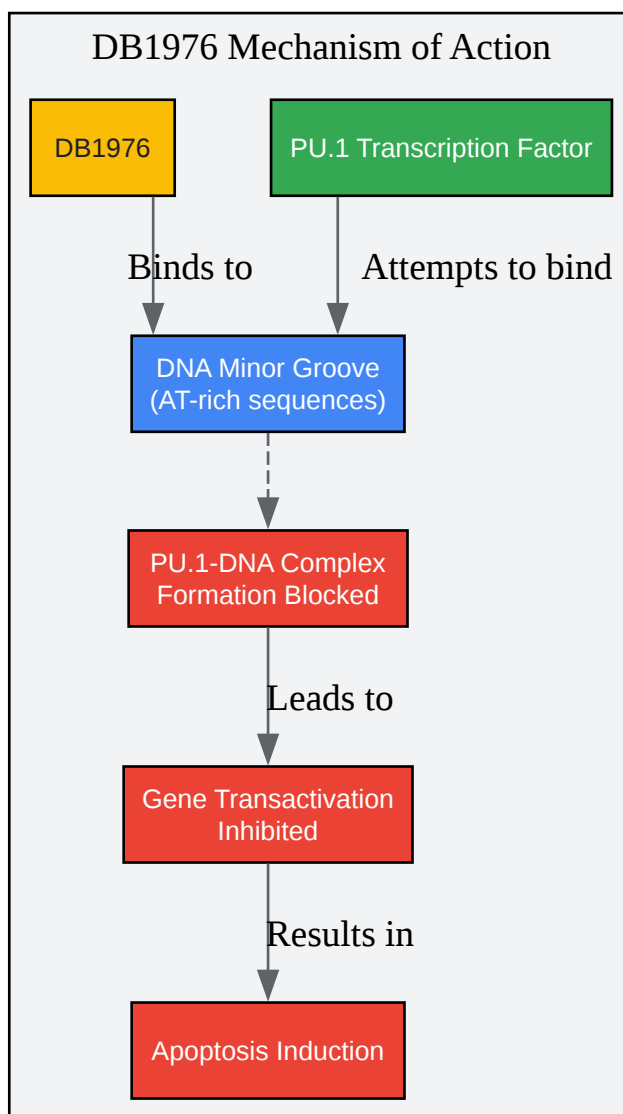 DB1976 Mechanism of Action
DB1976
PU.1 Transcription Factor
Binds to
Attempts to bind
DNA Minor Groove
(AT-rich sequences)
PU.1-DNA Complex
Formation Blocked
Leads to
Gene Transactivation
Inhibited
Results in
Apoptosis Induction